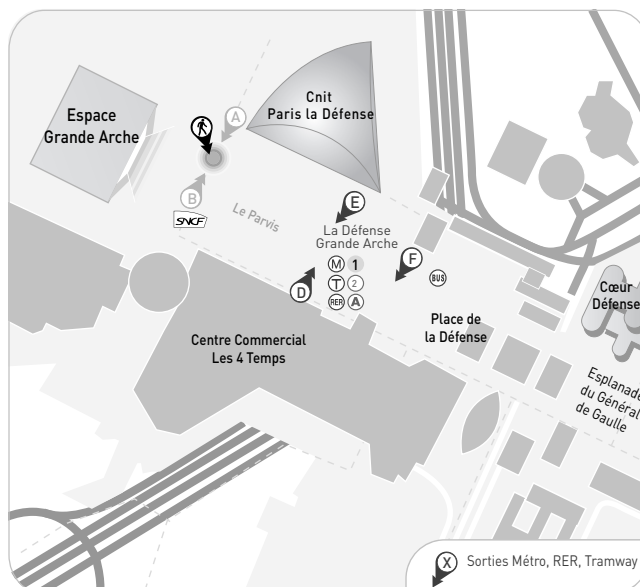 Cnit
Paris la Défense
Espace
Grande Arche
A
B
SNCF
Le Parvis
E
La Défense
Grande Arche
M 1
T 2
RER A
D
F
BUS
Cœur
Défense
Place de
la Défense
Centre Commercial
Les 4 Temps
Esplanade
du Général
de Gaulle
X Sorties Métro, RER, Tramway